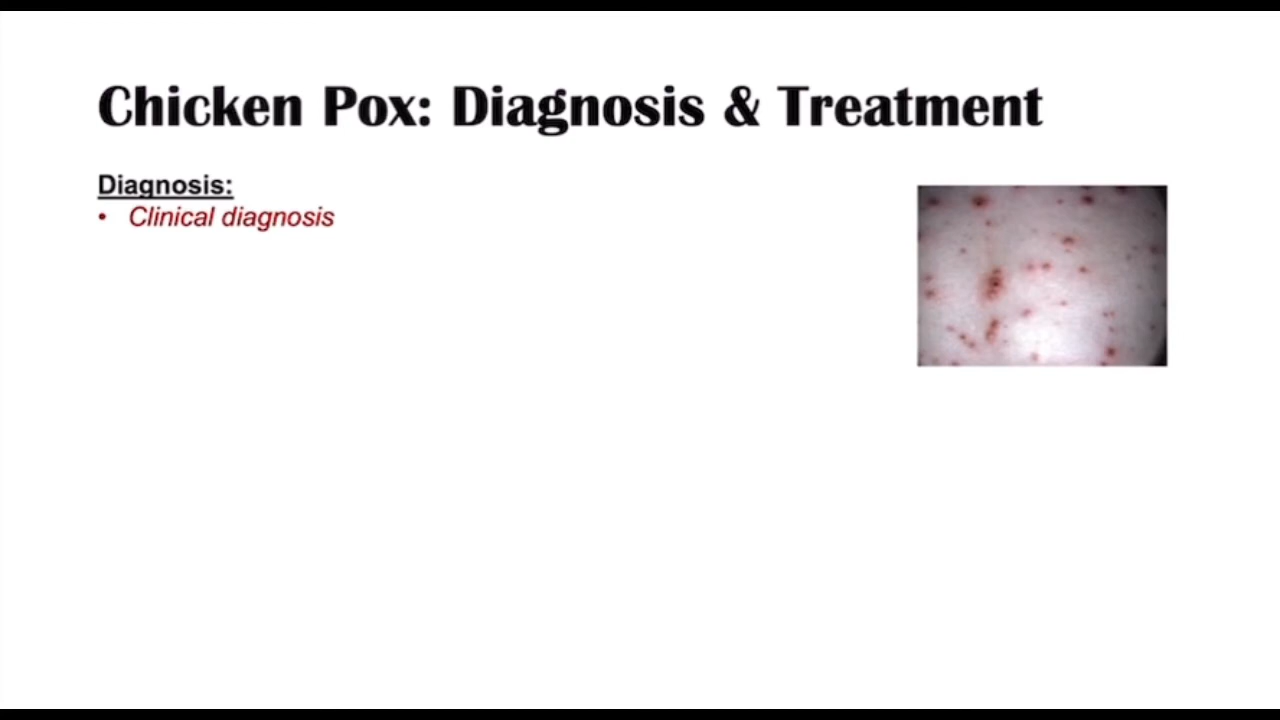 Chicken Pox: Diagnosis & Treatment
Diagnosis:
• Clinical diagnosis